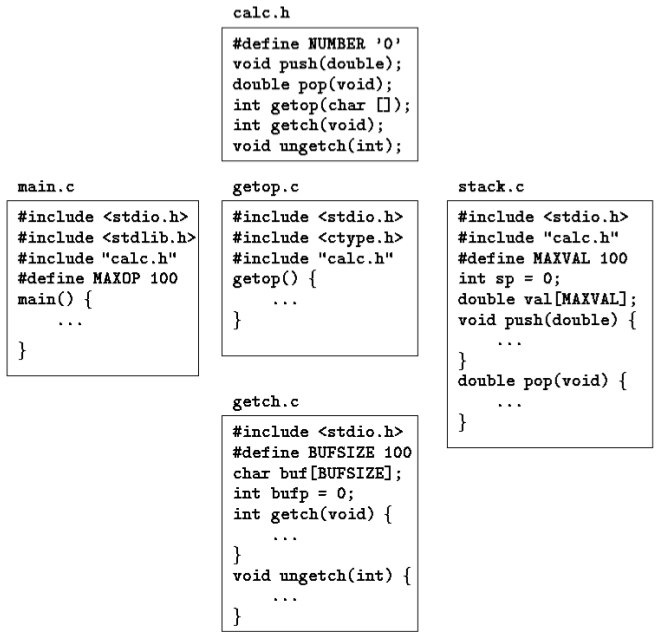 calc.h
#define NUMBER '0'
void push(double);
double pop(void);
int getop(char []);
int getch(void);
void ungetch(int);
main.c
#include <stdio.h>
#include <stdlib.h>
#include "calc.h"
#define MAXOP 100
main() {
...
}
getop.c
#include <stdio.h>
#include <ctype.h>
#include "calc.h"
getop() {
...
}
stack.c
#include <stdio.h>
#include "calc.h"
#define MAXVAL 100
int sp = 0;
double val[MAXVAL];
void push(double) {
...
}
double pop(void) {
...
}
getch.c
#include <stdio.h>
#define BUFSIZE 100
char buf[BUFSIZE];
int bufp = 0;
int getch(void) {
...
}
void ungetch(int) {
...
}